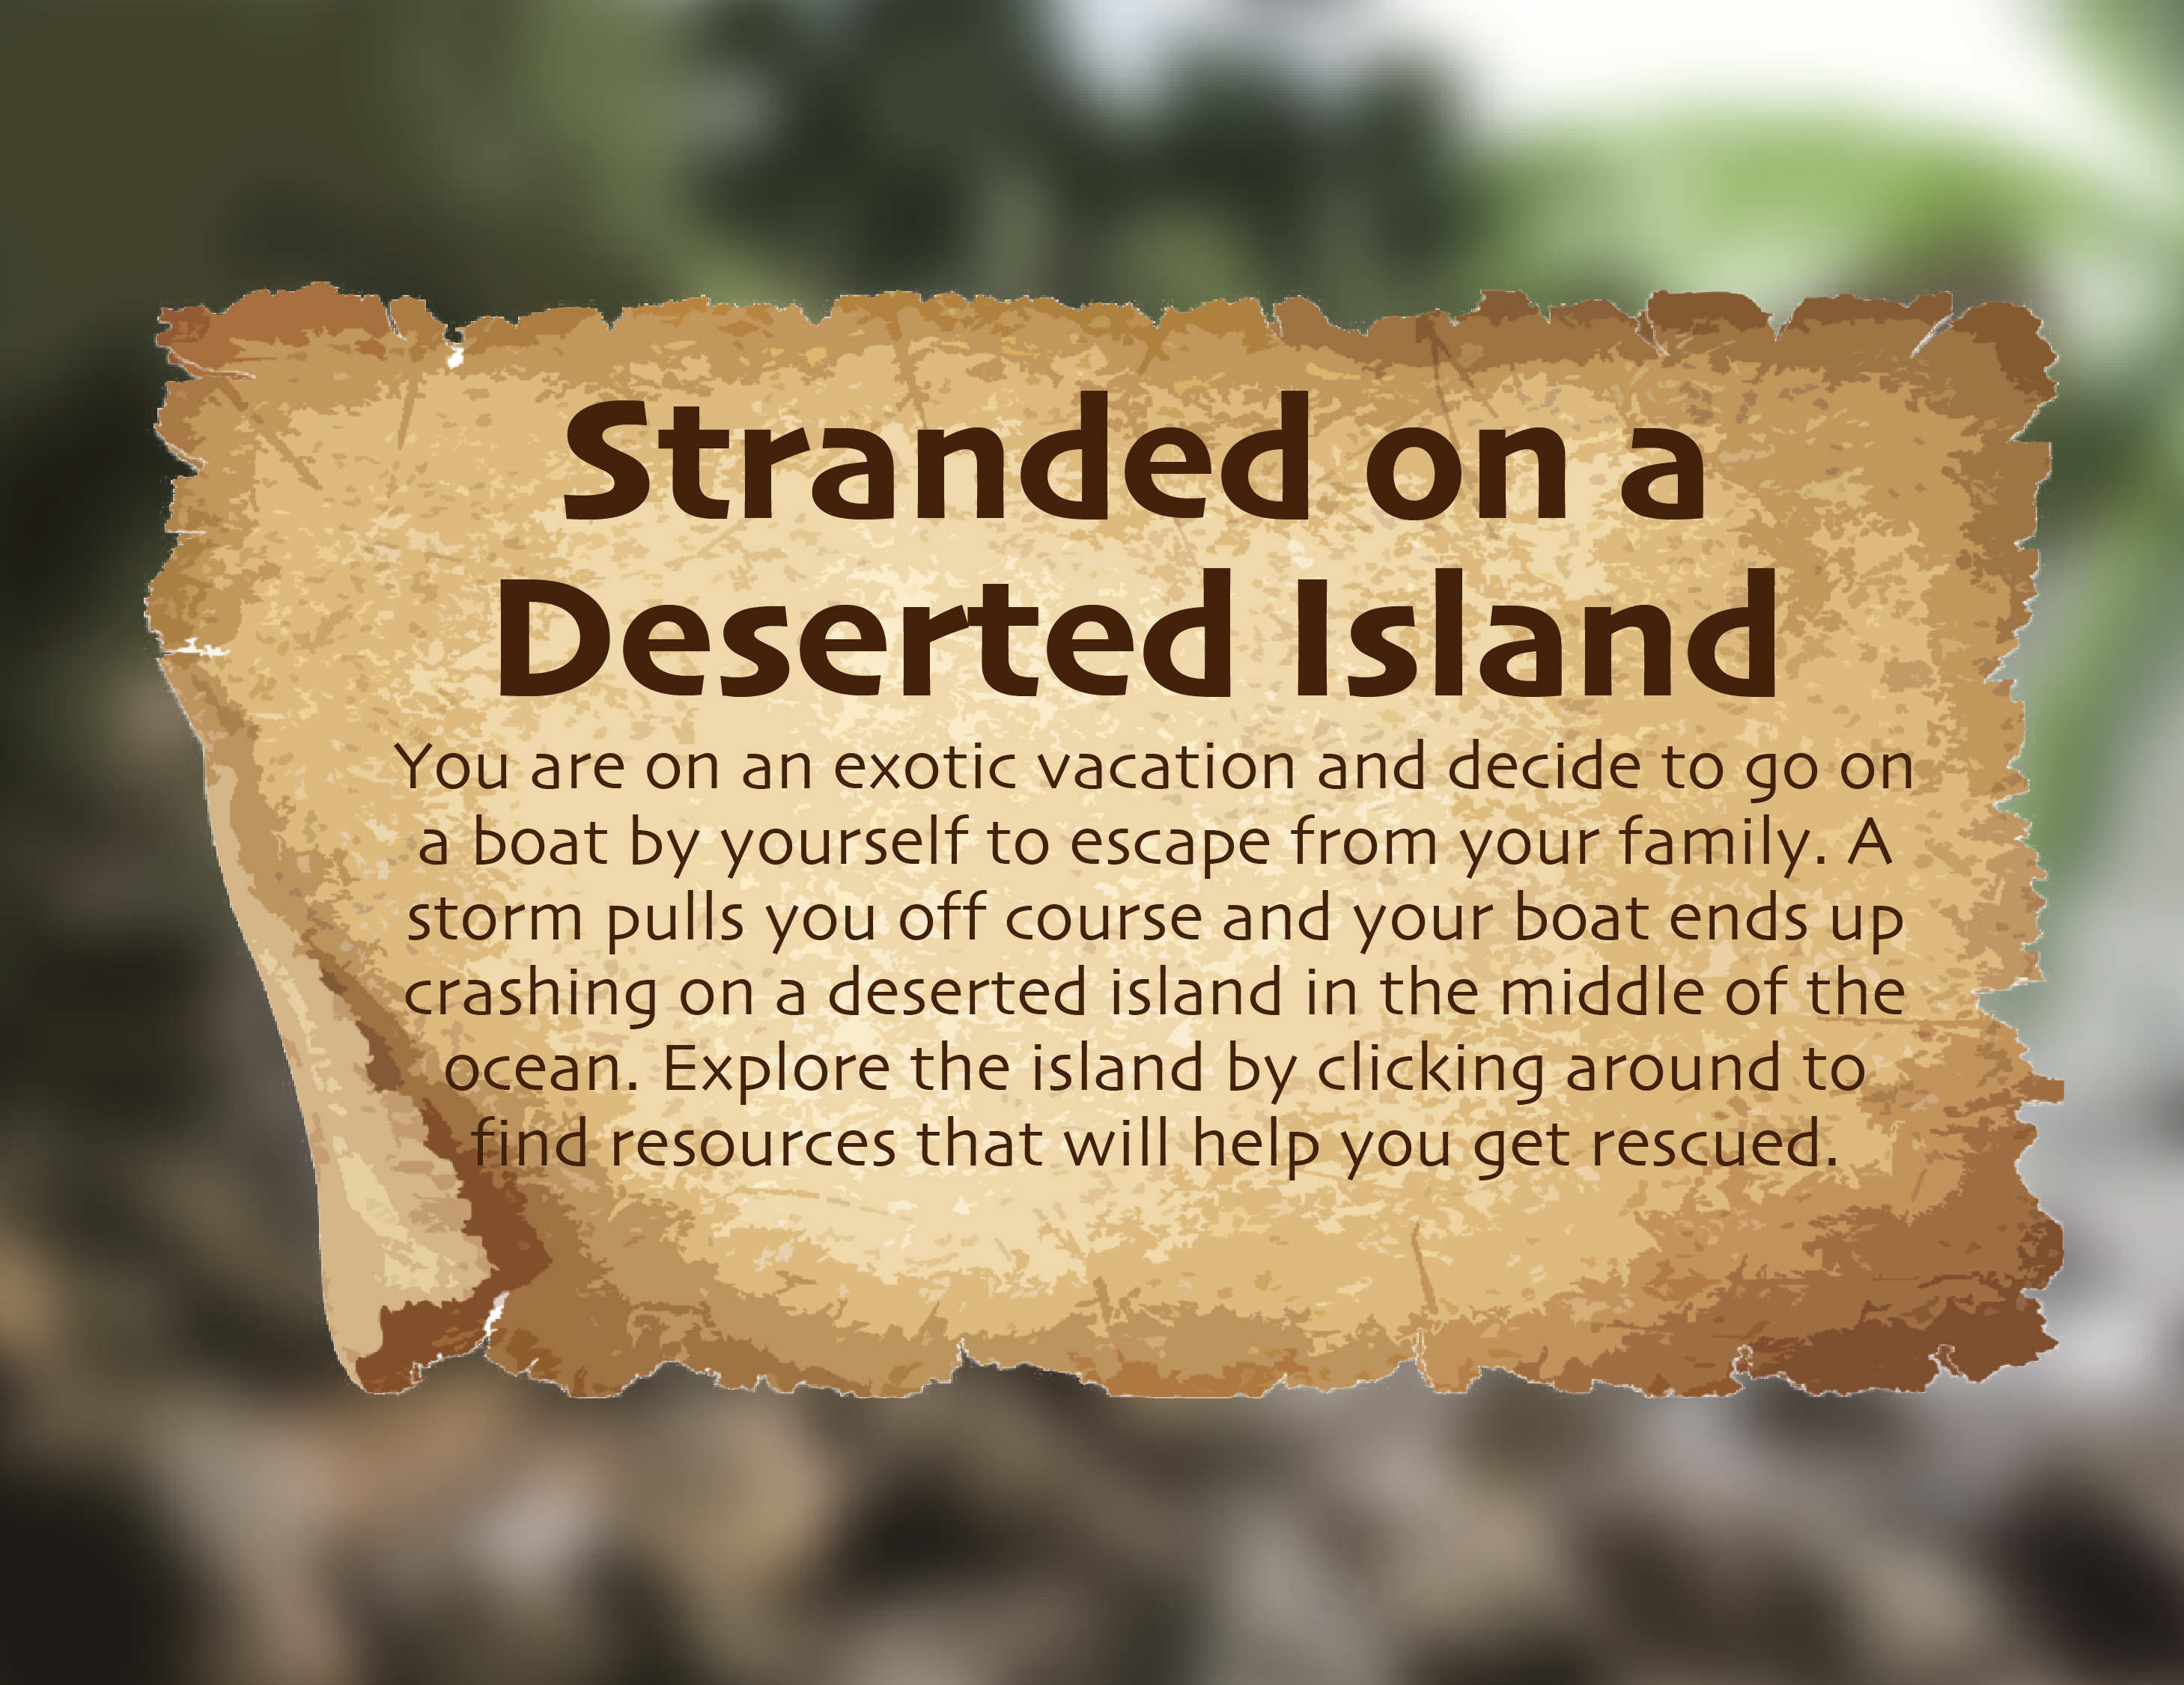 Stranded on a
Deserted Island
You are on an exotic vacation and decide to go on
a boat by yourself to escape from your family. A
storm pulls you off course and your boat ends up
crashing on a deserted island in the middle of the
ocean. Explore the island by clicking around to
find resources that will help you get rescued.